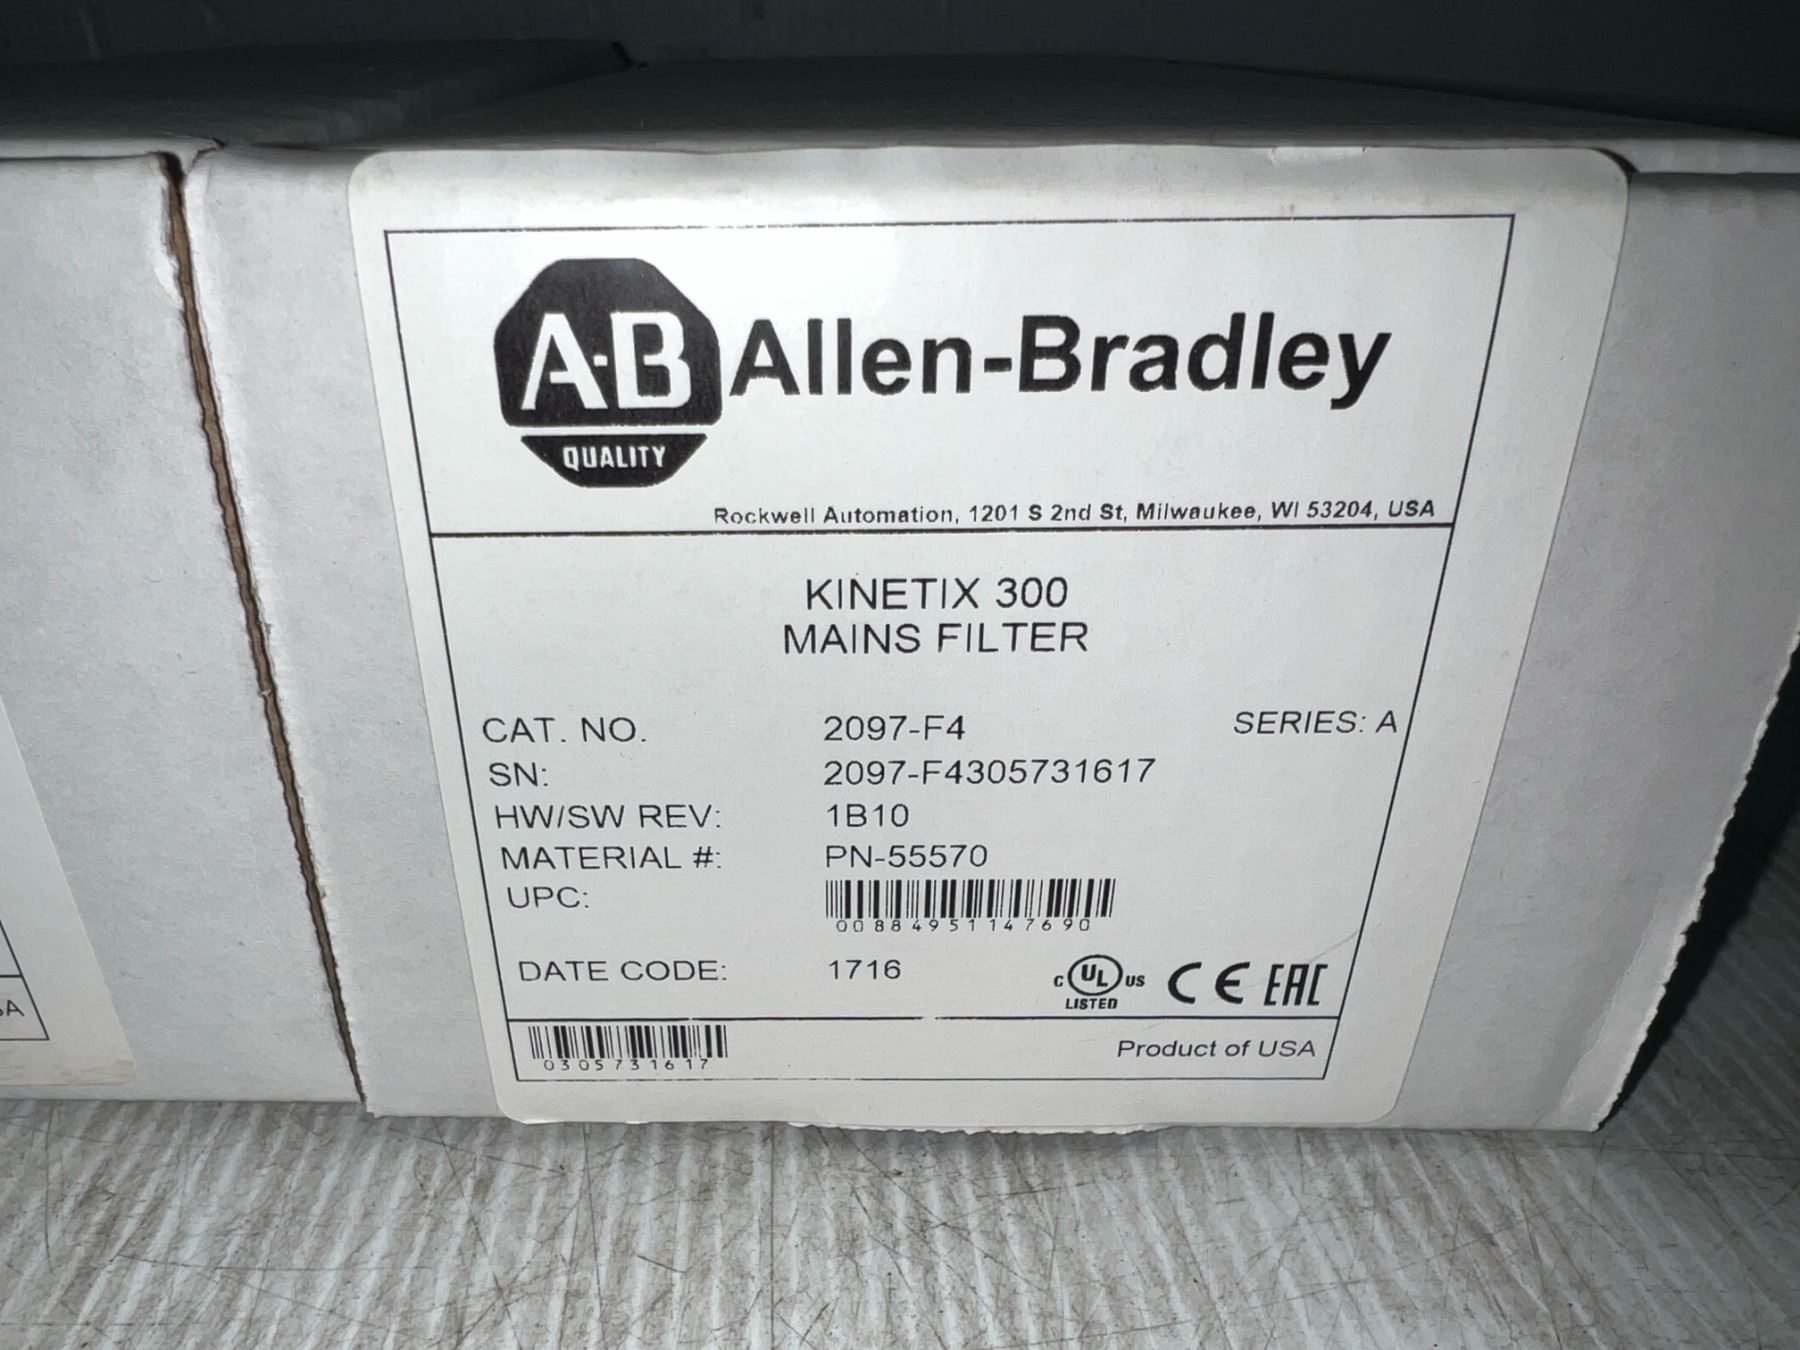 A-B
QUALITY
Allen-Bradley
Rockwell Automation, 1201 S 2nd St, Milwaukee, WI 53204, USA
KINETIX 300
MAINS FILTER
CAT. NO. 2097-F4 SERIES: A
SN: 2097-F4305731617
HW/SW REV: 1B10
MATERIAL #: PN-55570
UPC:
00884951147690
DATE CODE: 1716
C UL US
LISTED
CE EAC
0305731617
Product of USA